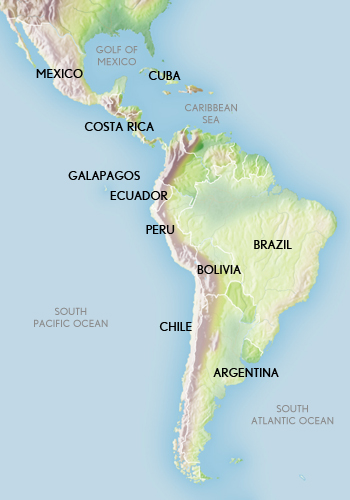 GOLF OF
MEXICO
MEXICO
CUBA
CARIBBEAN
SEA
COSTA RICA
GALAPAGOS
ECUADOR
PERU
BRAZIL
BOLIVIA
SOUTH
PACIFIC OCEAN
CHILE
ARGENTINA
SOUTH
ATLANTIC OCEAN